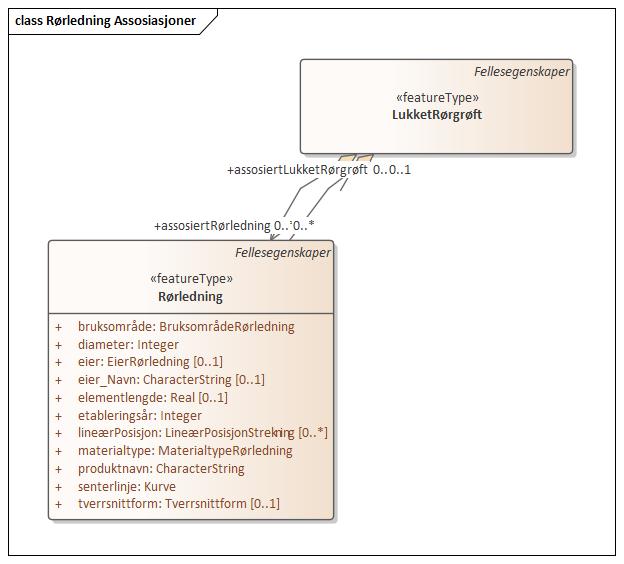 class Rørledning Assosiasjoner
Fellesegenskaper
«featureType»
LukketRørgrøft
+assosiertLukketRørgrøft 0..0..1
+assosiertRørledning 0..*0..*
Fellesegenskaper
«featureType»
Rørledning
+ bruksområde: BruksområdeRørledning
+ diameter: Integer
+ eier: EierRørledning [0..1]
+ eier_Navn: CharacterString [0..1]
+ elementlengde: Real [0..1]
+ etableringsår: Integer
+ lineærPosisjon: LineærPosisjonStrekning [0..*]
+ materialtype: MaterialtypeRørledning
+ produktnavn: CharacterString
+ senterlinje: Kurve
+ tverrsnittform: Tverrsnittform [0..1]